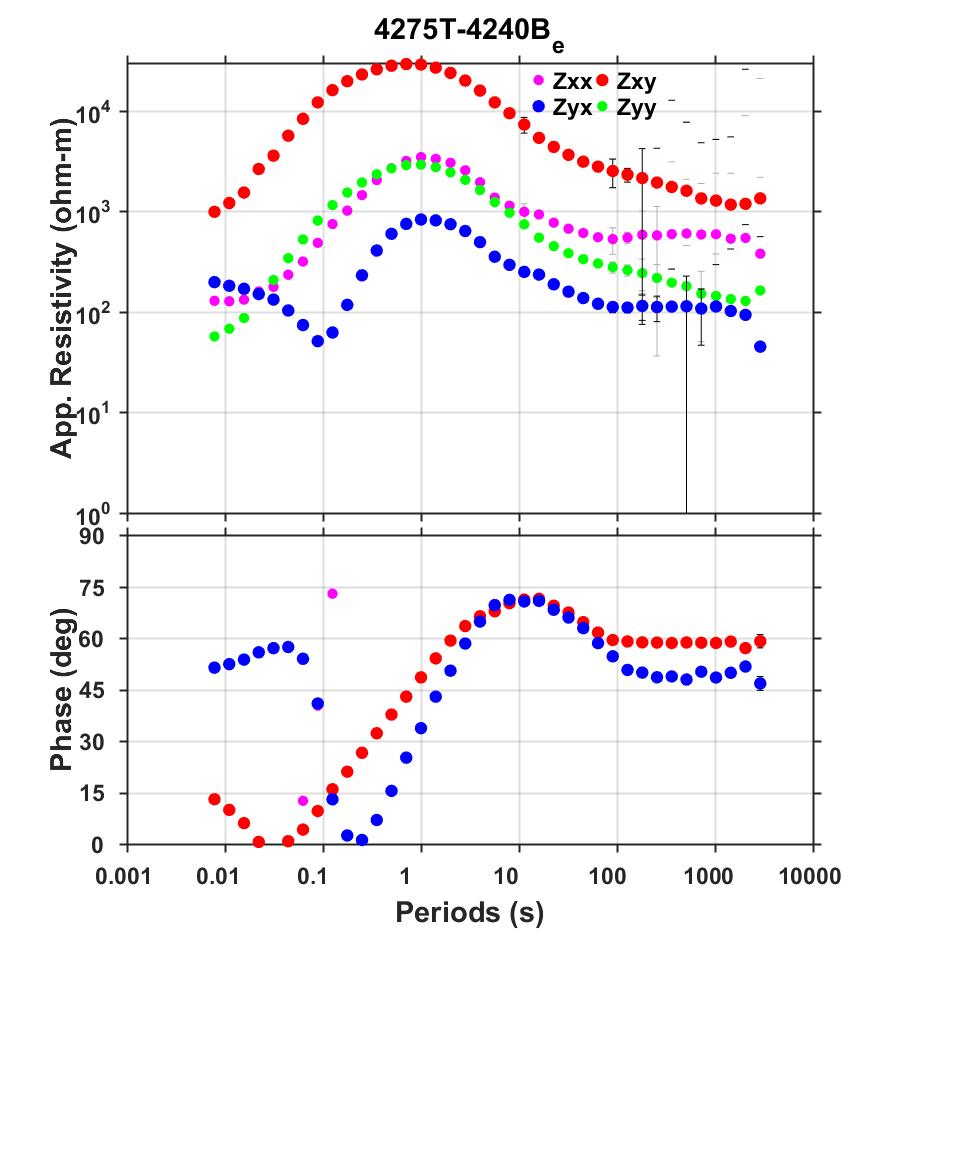 4275T-4240Be
App. Resistivity (ohm-m)
10^4
10^3
10^2
10^1
10^0
Zxx Zxy
Zyx Zyy
Phase (deg)
90
75
60
45
30
15
0
0.001 0.01 0.1 1 10 100 1000 10000
Periods (s)